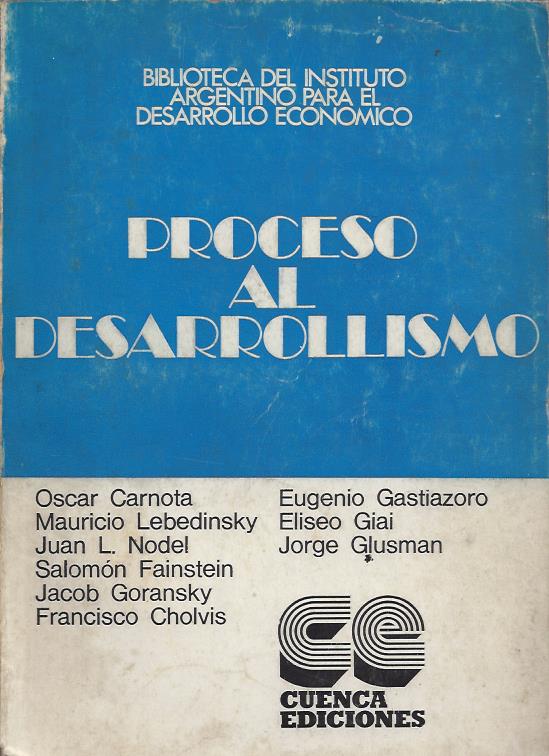 BIBLIOTECA DEL INSTITUTO
ARGENTINO PARA EL
DESARROLLO ECONOMICO
PROCESO
AL
DESARROLLISMO
Oscar Carnota
Mauricio Lebedinsky
Juan L. Nodel
Salomón Fainstein
Jacob Goransky
Francisco Cholvis
Eugenio Gastiazoro
Eliseo Giai
Jorge Glusman
ce
CUENCA
EDICIONES